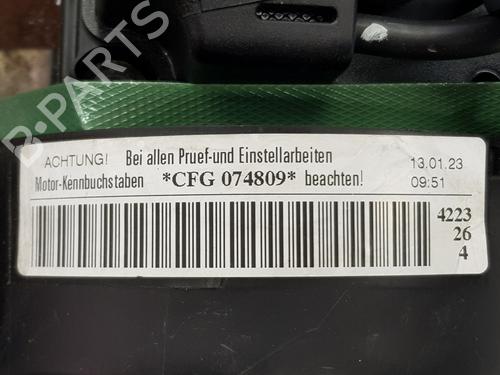 B-PARTS
ACHTUNG! Bei allen Pruef-und Einstellarbeiten 13.01.23
Motor-Kennbuchstaben *CFG 074809* beachten! 09:51
4223
26
4